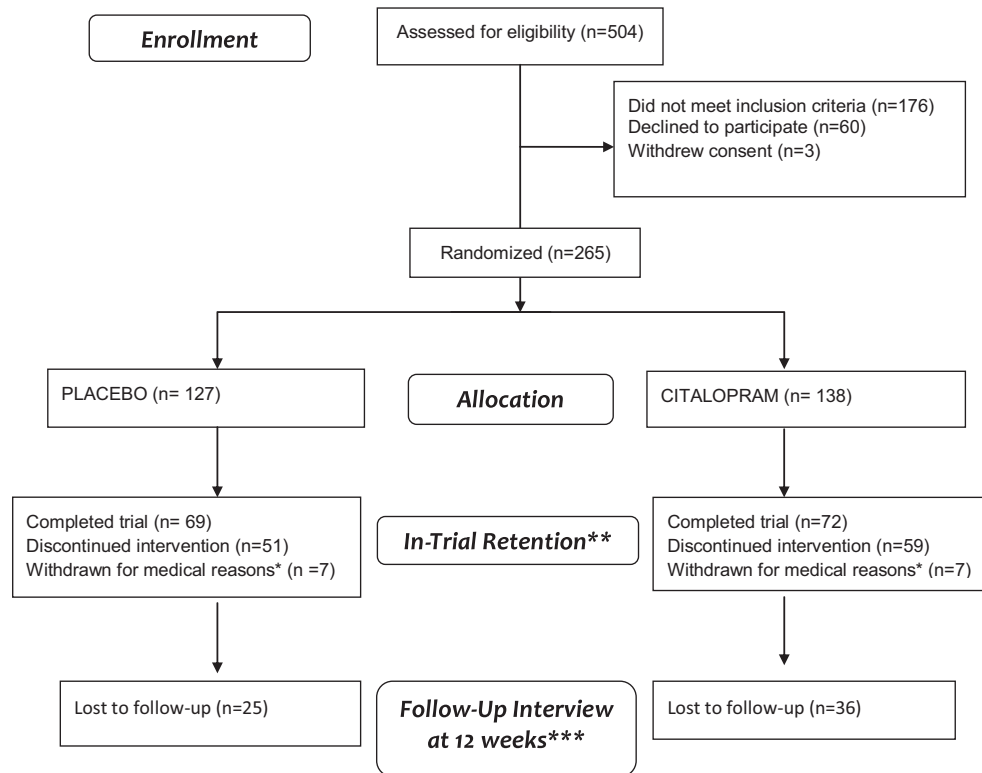 Enrollment
Assessed for eligibility (n=504)
Did not meet inclusion criteria (n=176)
Declined to participate (n=60)
Withdrew consent (n=3)
Randomized (n=265)
PLACEBO (n= 127)
Allocation
CITALOPRAM (n= 138)
Completed trial (n= 69)
Discontinued intervention (n=51)
Withdrawn for medical reasons* (n =7)
In-Trial Retention**
Completed trial (n=72)
Discontinued intervention (n=59)
Withdrawn for medical reasons* (n=7)
Lost to follow-up (n=25)
Follow-Up Interview
at 12 weeks***
Lost to follow-up (n=36)